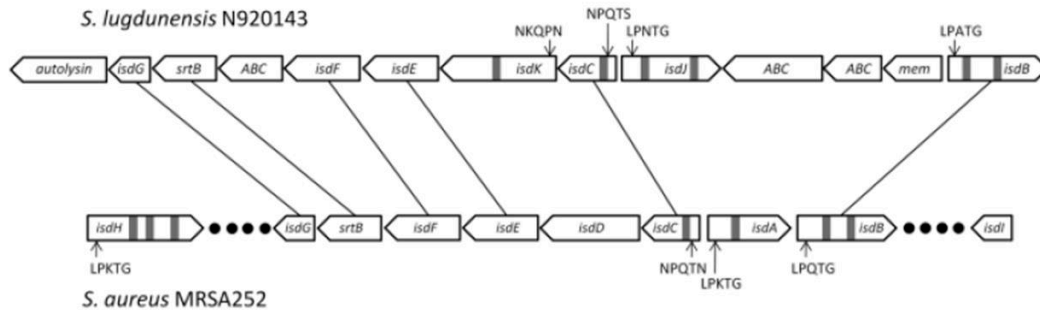 S. lugdunensis N920143
NKQPN
NPQTS
LPNTG
LPATG
autolysin isdG srtB ABC isdF isdE isdK isdC isdJ ABC ABC mem isdB
isdH isdG srtB isdF isdE isdD isdC isdA isdB isdI
LPKTG
NPQTN
LPKTG
LPQTG
S. aureus MRSA252